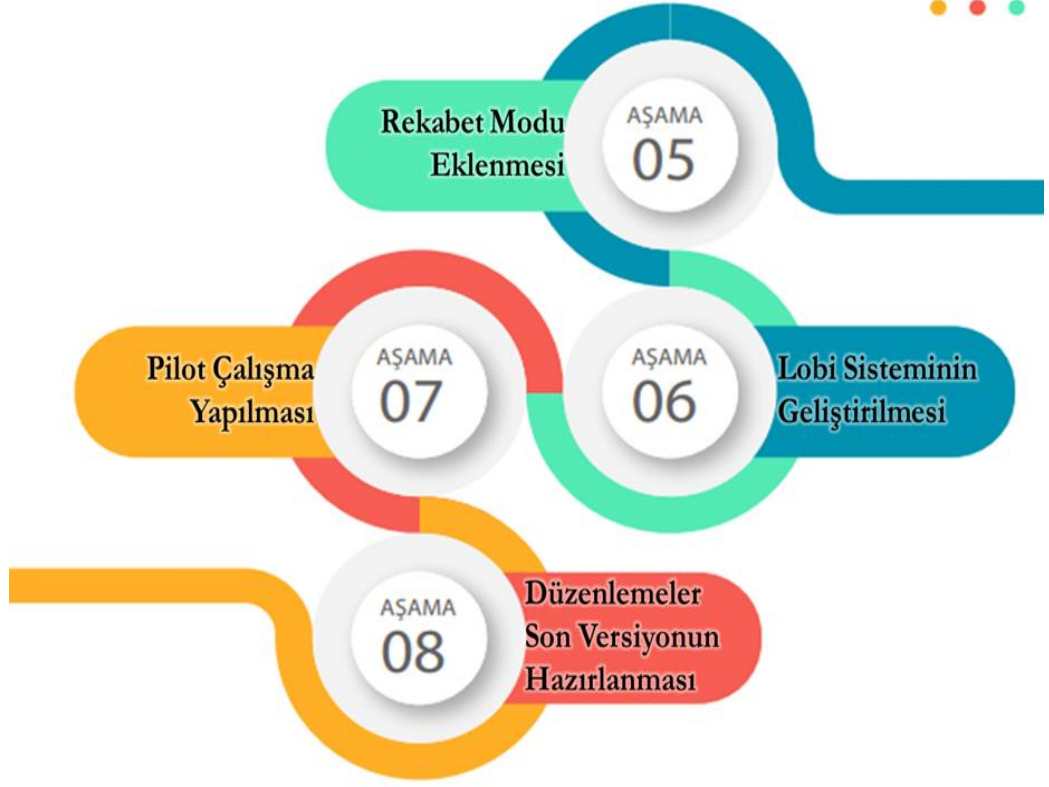 Rekabet Modu
Eklenmesi
AŞAMA
05
AŞAMA
06
Lobi Sisteminin
Geliştirilmesi
Pilot Çalışma
Yapılması
AŞAMA
07
AŞAMA
08
Düzenlemeler
Son Versiyonun
Hazırlanması